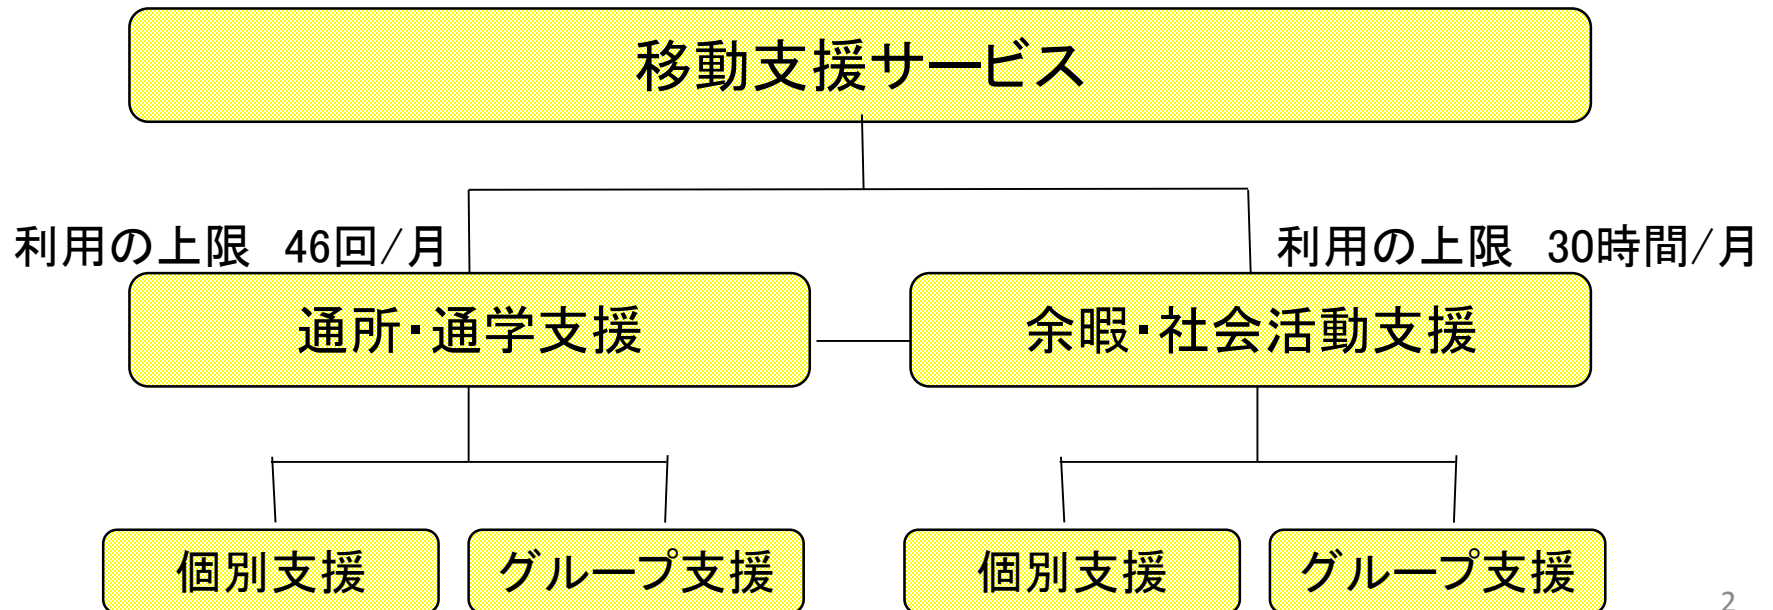 移動支援サービス
利用の上限　46回/月
利用の上限　30時間/月
通所・通学支援
余暇・社会活動支援
個別支援
グループ支援
個別支援
グループ支援
2